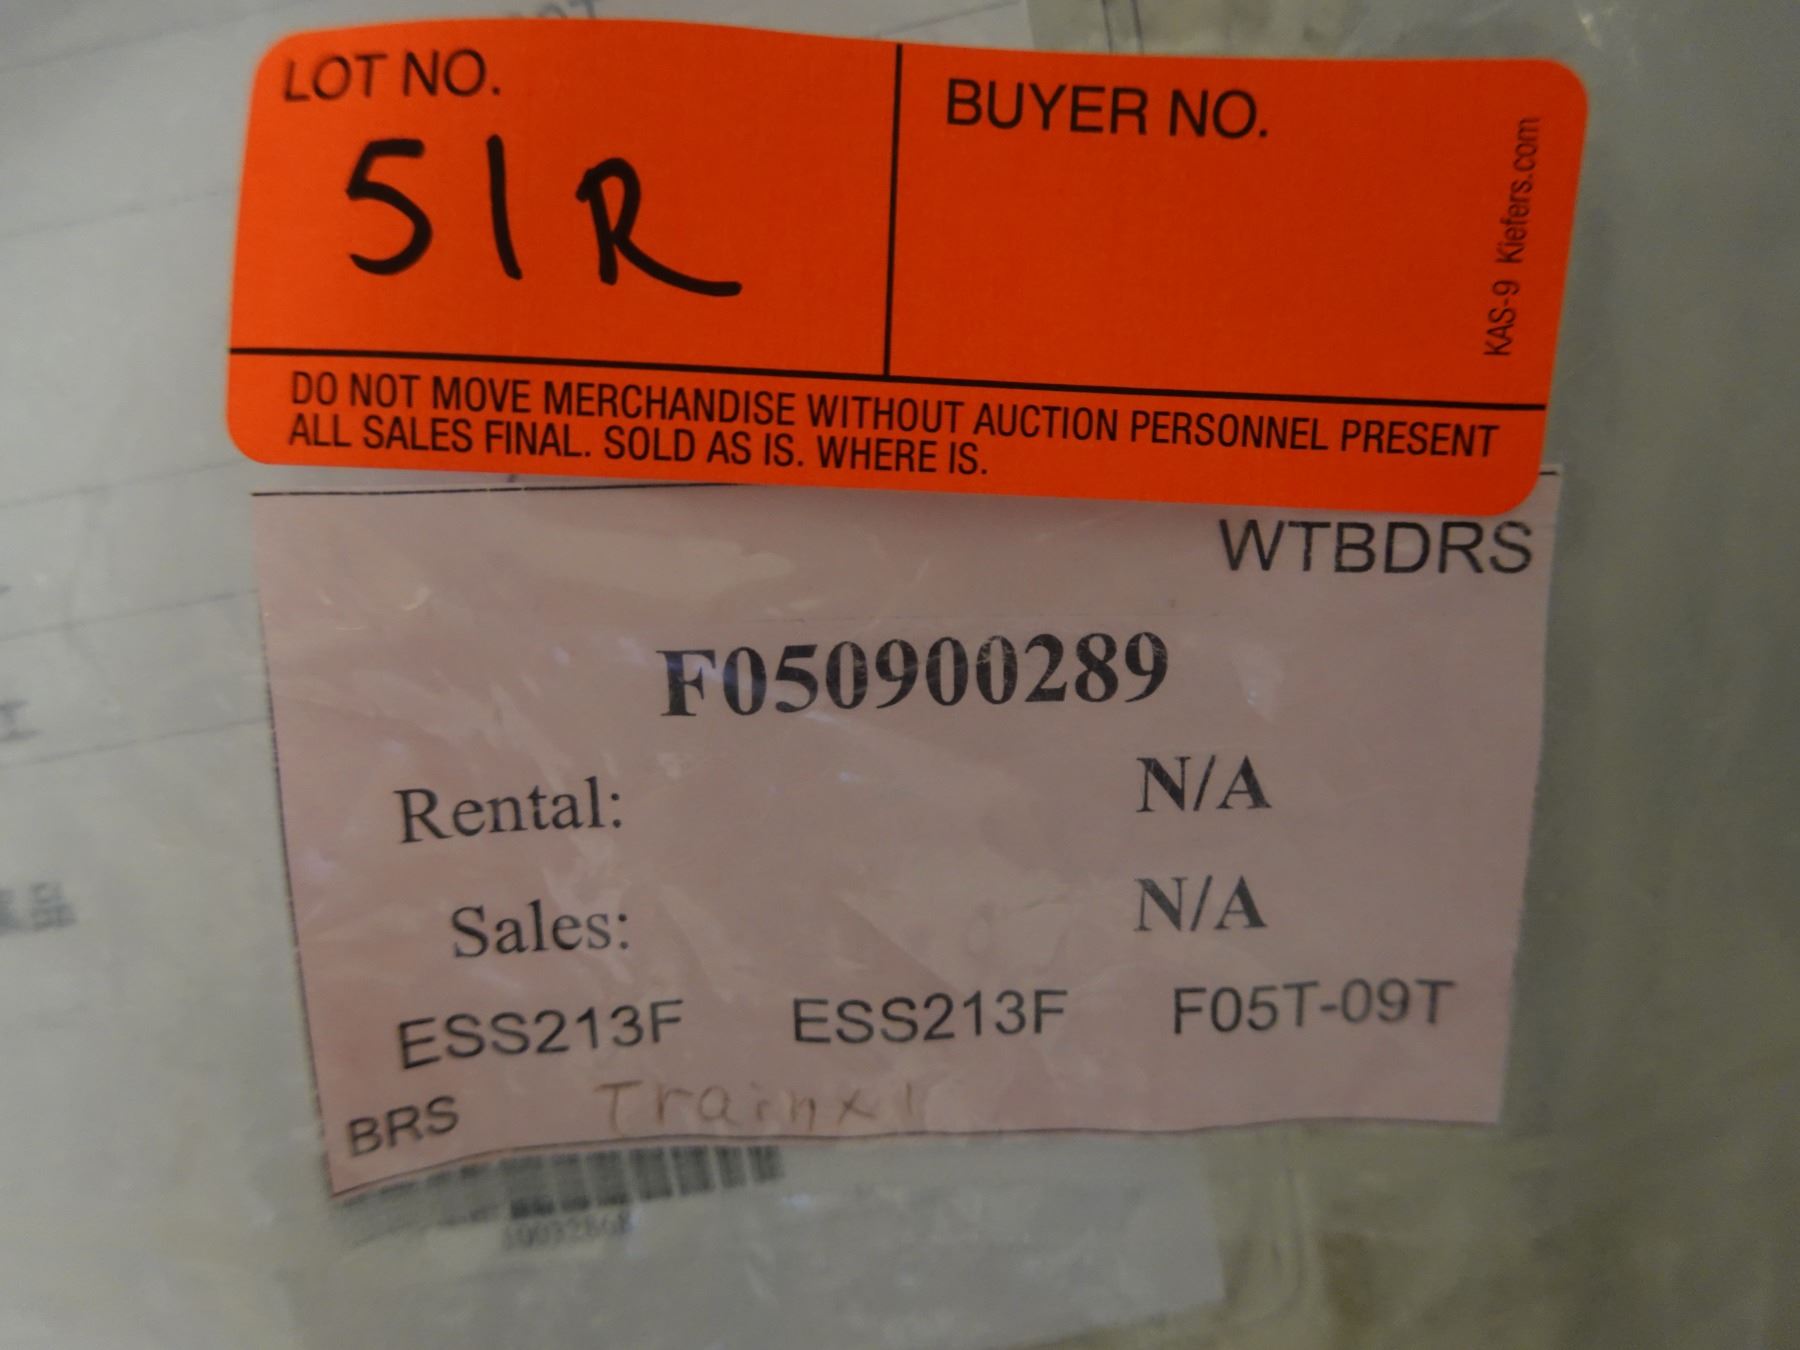 LOT NO.
51R
BUYER NO.
KAS-9 Kiefers.com
DO NOT MOVE MERCHANDISE WITHOUT AUCTION PERSONNEL PRESENT
ALL SALES FINAL. SOLD AS IS. WHERE IS.
WTBDRS
F050900289
Rental: N/A
Sales: N/A
ESS213F ESS213F F05T-09T
BRS